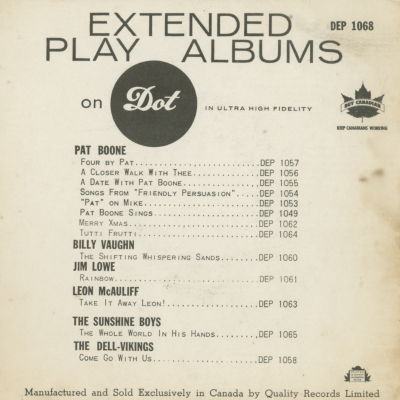 EXTENDED DEP 1068
PLAY ALBUMS
on Dot IN ULTRA HIGH FIDELITY
BUY CANADIAN
KEEP CANADIANS WORKING
PAT BOONE
FOUR BY PAT.........................DEP 1057
A CLOSER WALK WITH THEE............DEP 1056
A DATE WITH PAT BOONE..............DEP 1055
SONGS FROM "FRIENDLY PERSUASION"....DEP 1054
"PAT" ON MIKE.......................DEP 1053
PAT BOONE SINGS....................DEP 1049
MERRY XMAS.........................DEP 1062
TUTTI FRUTTI.......................DEP 1064
BILLY VAUGHN
THE SHIFTING WHISPERING SANDS.......DEP 1060
JIM LOWE
RAINBOW............................DEP 1061
LEON McAULIFF
TAKE IT AWAY LEON!.................DEP 1063
THE SUNSHINE BOYS
THE WHOLE WORLD IN HIS HANDS........DEP 1065
THE DELL-VIKINGS
COME GO WITH US....................DEP 1058
Manufactured and Sold Exclusively in Canada by Quality Records Limited